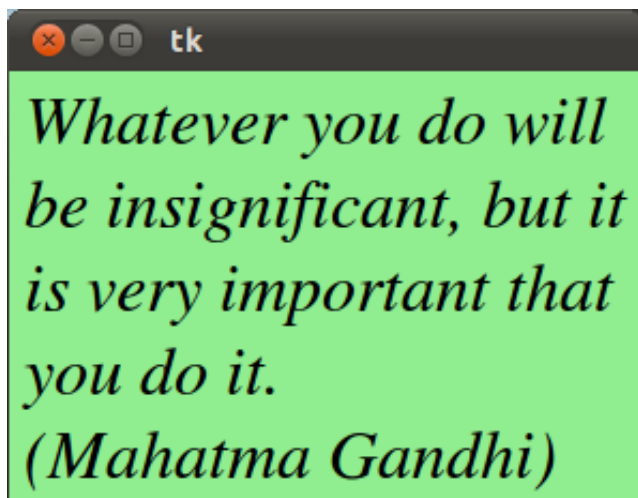 tk
Whatever you do will
be insignificant, but it
is very important that
you do it.
(Mahatma Gandhi)